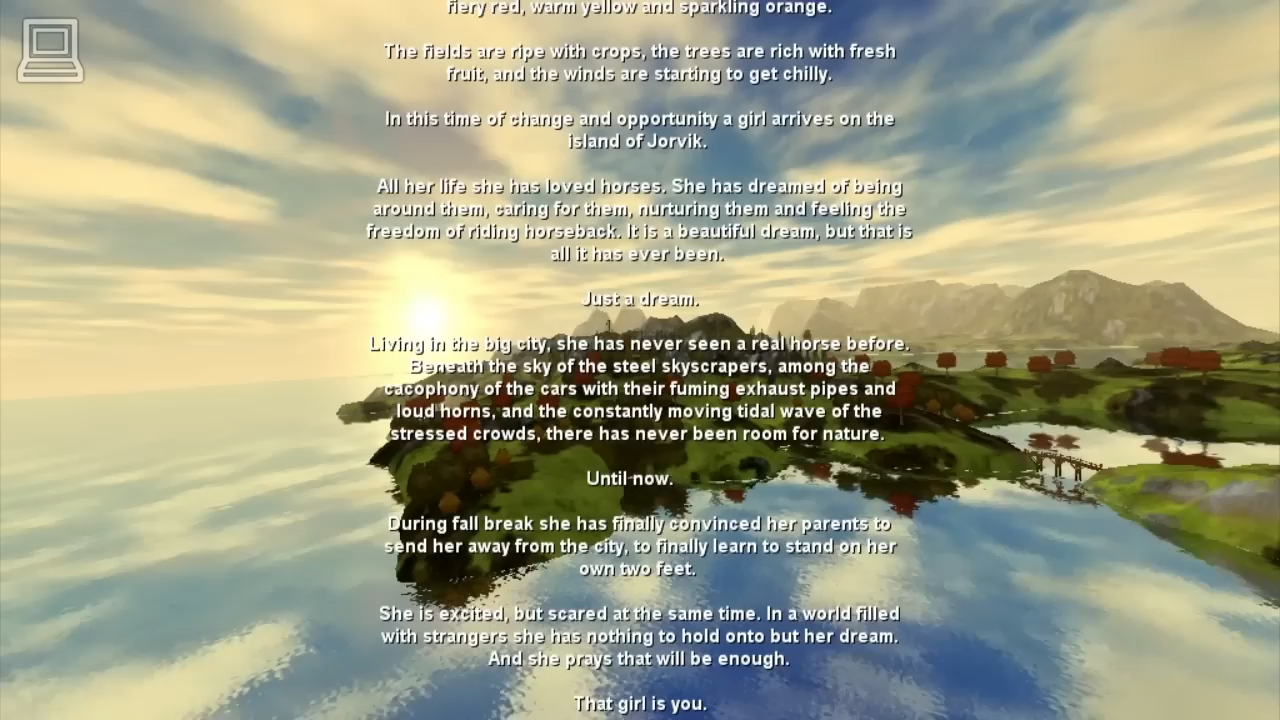 fiery red, warm yellow and sparkling orange.
The fields are ripe with crops, the trees are rich with fresh
fruit, and the winds are starting to get chilly.
In this time of change and opportunity a girl arrives on the
island of Jorvik.
All her life she has loved horses. She has dreamed of being
around them, caring for them, nurturing them and feeling the
freedom of riding horseback. It is a beautiful dream, but that is
all it has ever been.
Just a dream.
Living in the big city, she has never seen a real horse before.
Beneath the sky of the steel skyscrapers, among the
cacophony of the cars with their fuming exhaust pipes and
loud horns, and the constantly moving tidal wave of the
stressed crowds, there has never been room for nature.
Until now.
During fall break she has finally convinced her parents to
send her away from the city, to finally learn to stand on her
own two feet.
She is excited, but scared at the same time. In a world filled
with strangers she has nothing to hold onto but her dream.
And she prays that will be enough.
That girl is you.